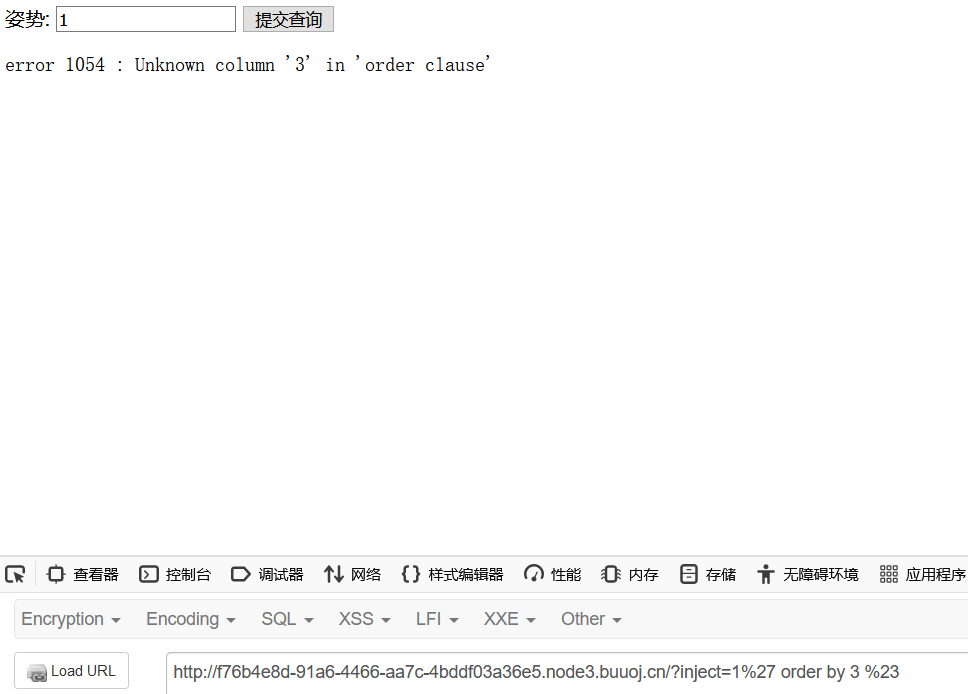 姿势: 1 提交查询
error 1054 : Unknown column '3' in 'order clause'
查看器 控制台 调试器 网络 {} 样式编辑器 性能 内存 存储 无障碍环境 应用程序
Encryption Encoding SQL XSS LFI XXE Other
Load URL http://f76b4e8d-91a6-4466-aa7c-4bddf03a36e5.node3.buuoj.cn/?inject=1%27 order by 3 %23